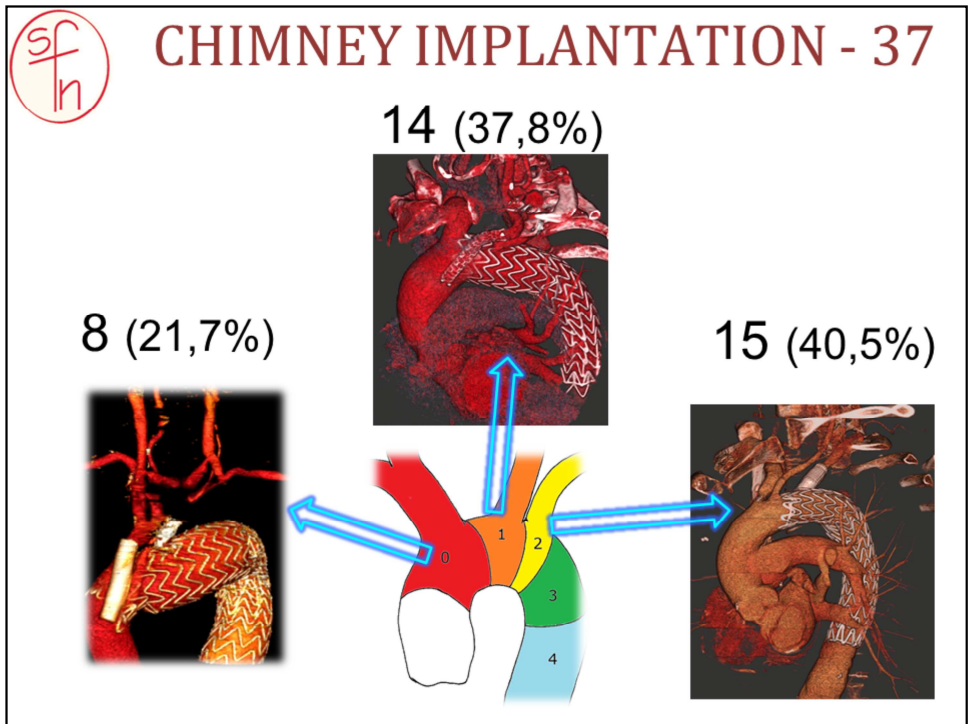 sf
n
CHIMNEY IMPLANTATION - 37
14 (37,8%)
8 (21,7%)
15 (40,5%)
0
1
2
3
4